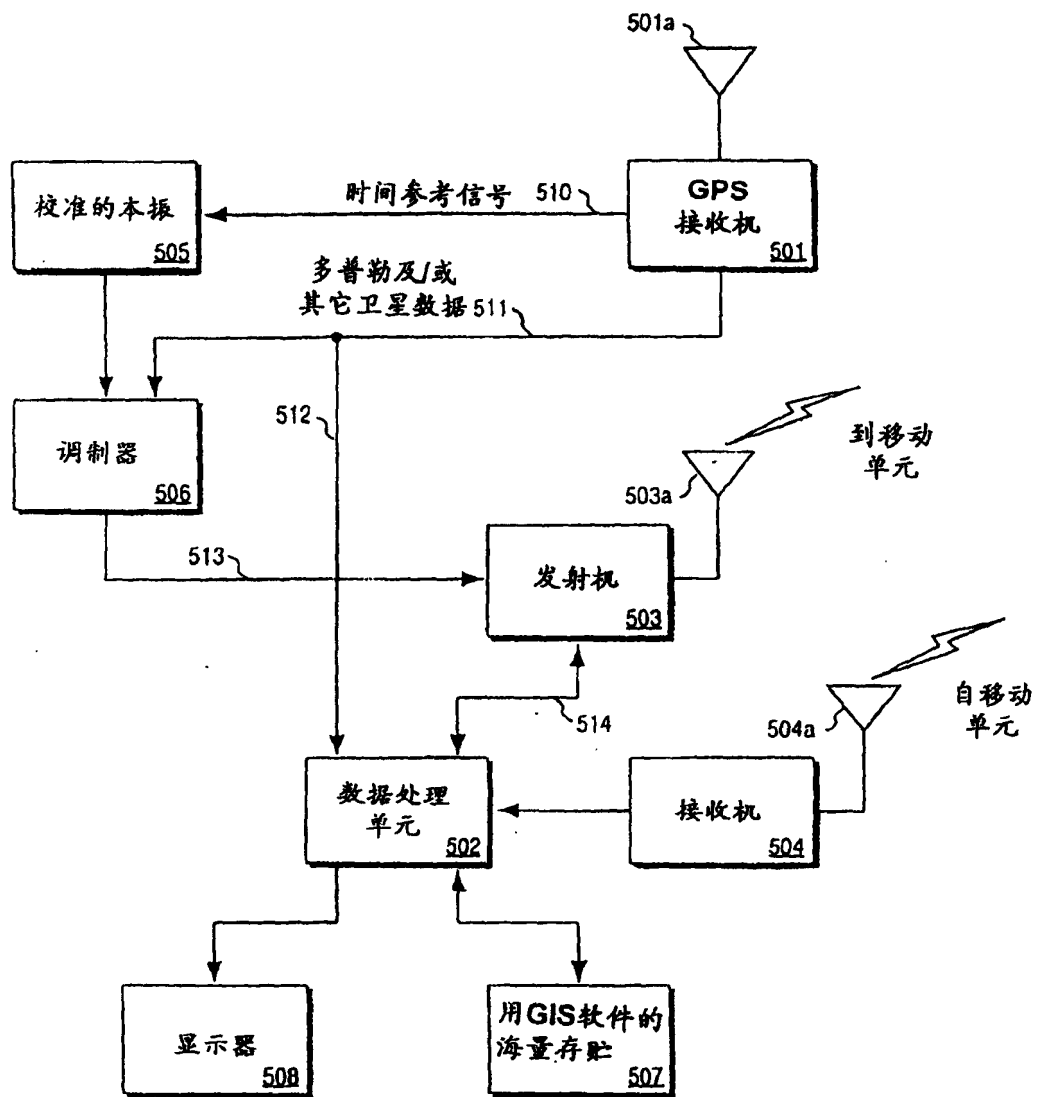 501a
GPS
接收机
501
校准的本振
505
时间参考信号 510
多普勒及/或
其它卫星数据 511
512
调制器
506
到移动
单元
503a
513
发射机
503
自移动
单元
504a
514
数据处理
单元
502
接收机
504
显示器
508
用GIS软件的
海量存贮
507